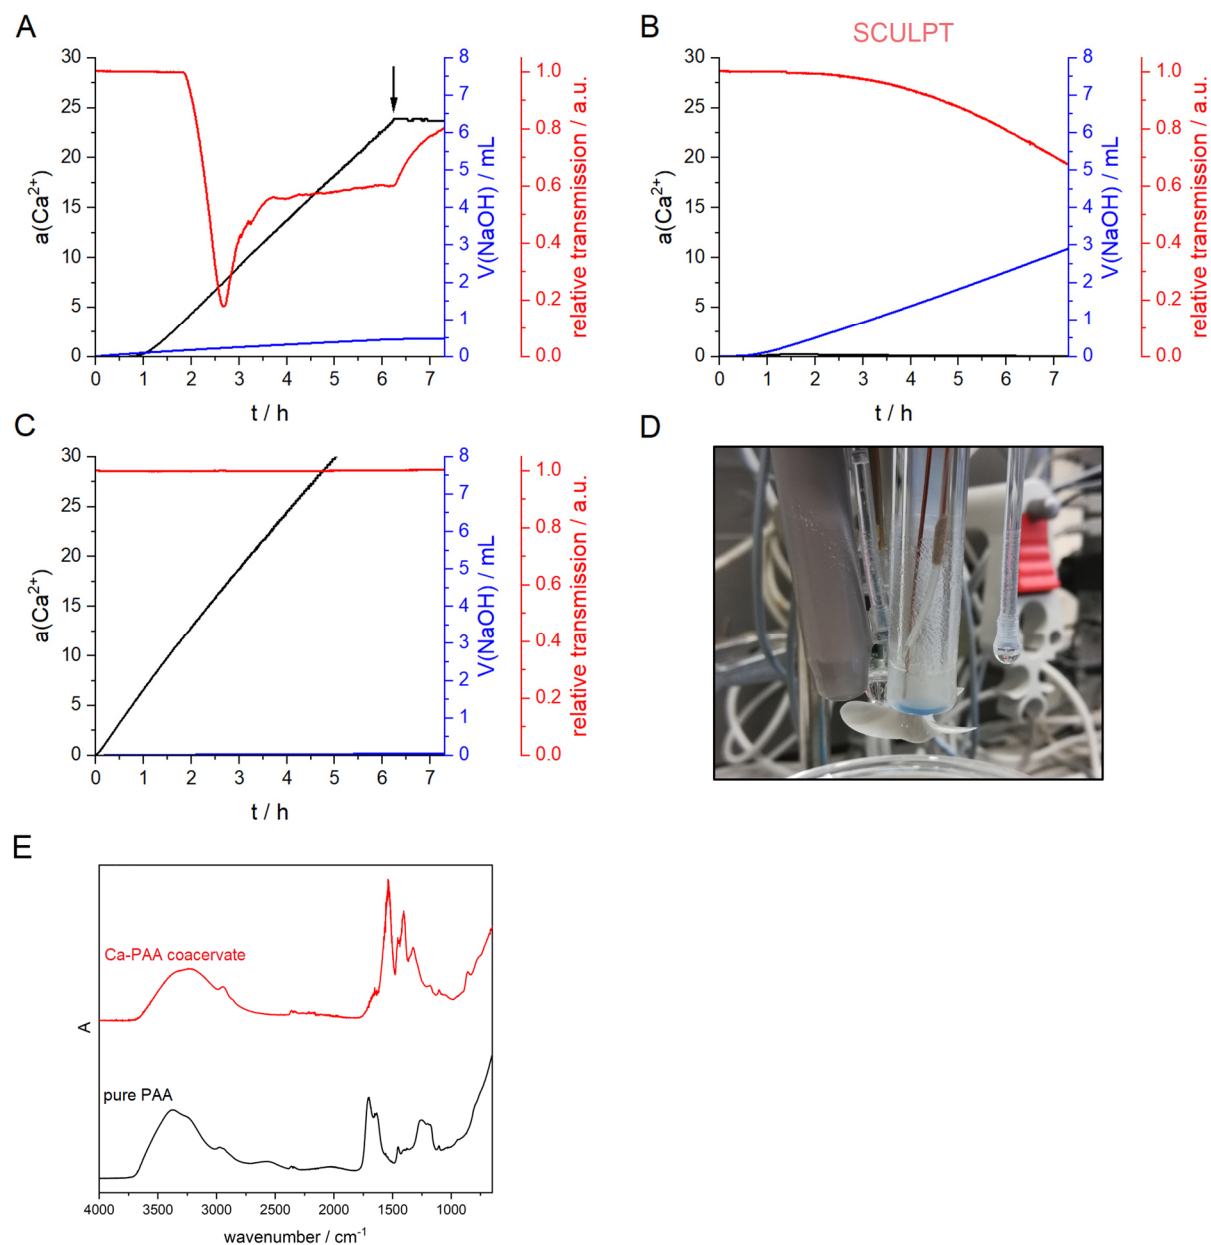 A
30
25
20
15
10
5
0
a(Ca²⁺)
0 1 2 3 4 5 6 7
t / h
8
7
6
5
4
3
2
1
0
V(NaOH) / mL
1.0
0.8
0.6
0.4
0.2
0.0
relative transmission / a.u.
B
SCULPT
30
25
20
15
10
5
0
a(Ca²⁺)
0 1 2 3 4 5 6 7
t / h
8
7
6
5
4
3
2
1
0
V(NaOH) / mL
1.0
0.8
0.6
0.4
0.2
0.0
relative transmission / a.u.
C
30
25
20
15
10
5
0
a(Ca²⁺)
0 1 2 3 4 5 6 7
t / h
8
7
6
5
4
3
2
1
0
V(NaOH) / mL
1.0
0.8
0.6
0.4
0.2
0.0
relative transmission / a.u.
D
E
Ca-PAA coacervate
pure PAA
A
4000 3500 3000 2500 2000 1500 1000
wavenumber / cm⁻¹